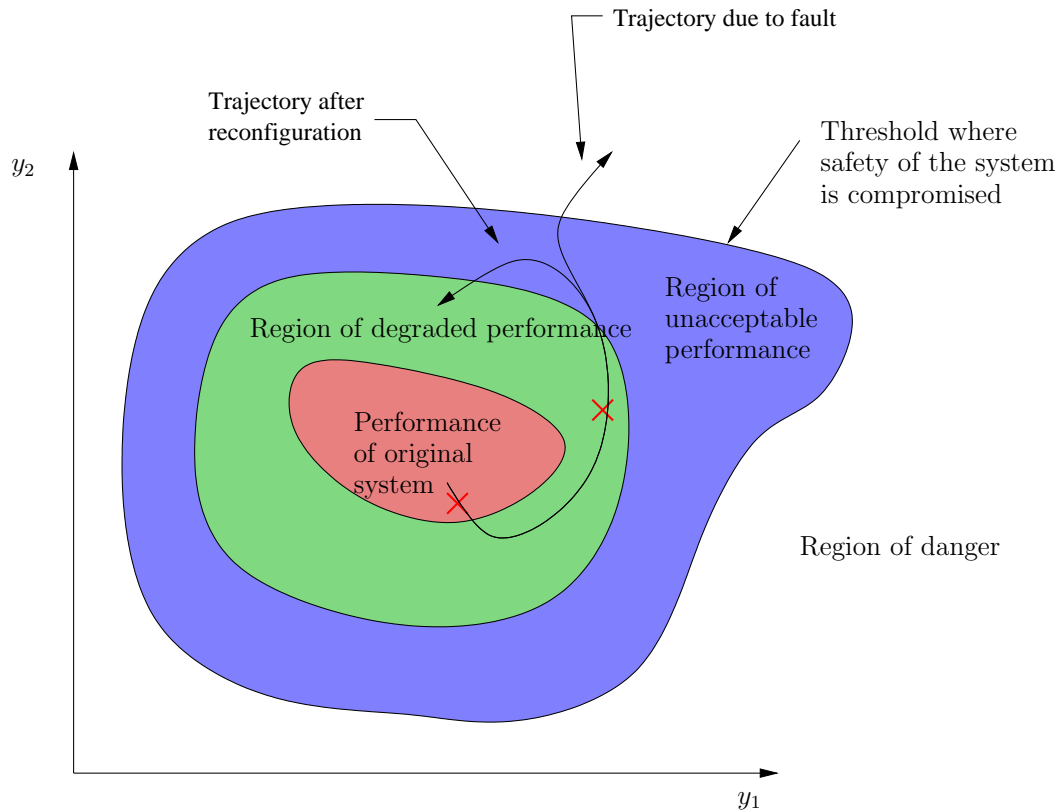 Trajectory due to fault
Trajectory after
reconfiguration
Threshold where
safety of the system
is compromised
y₂
Region of
unacceptable
performance
Region of degraded performance
Performance
of original
system
Region of danger
y₁